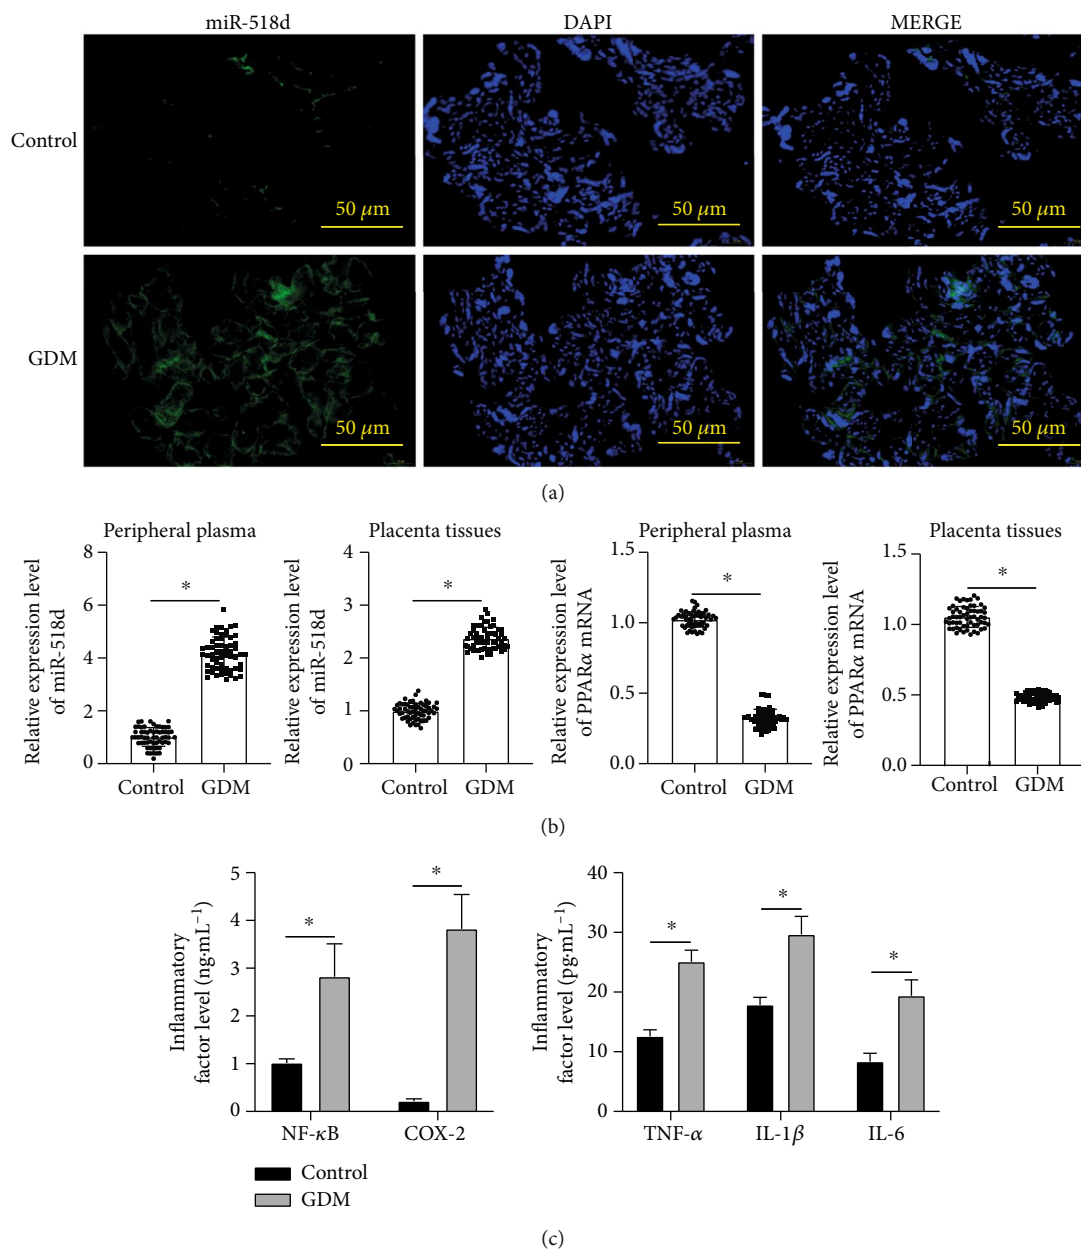 miR-518d DAPI MERGE
Control
50 μm 50 μm 50 μm
GDM
50 μm 50 μm 50 μm
(a)
Peripheral plasma
Relative expression level
of miR-518d
8
6
4
2
0
*
Control GDM
Placenta tissues
Relative expression level
of miR-518d
4
3
2
1
0
*
Control GDM
Peripheral plasma
Relative expression level
of PPARα mRNA
1.5
1.0
0.5
0.0
*
Control GDM
Placenta tissues
Relative expression level
of PPARα mRNA
1.5
1.0
0.5
0.0
*
Control GDM
(b)
Inflammatory
factor level (ng·mL⁻¹)
5
4
3
2
1
0
* *
NF-κB COX-2
Inflammatory
factor level (pg·mL⁻¹)
40
30
20
10
0
* * *
TNF-α IL-1β IL-6
Control
GDM
(c)